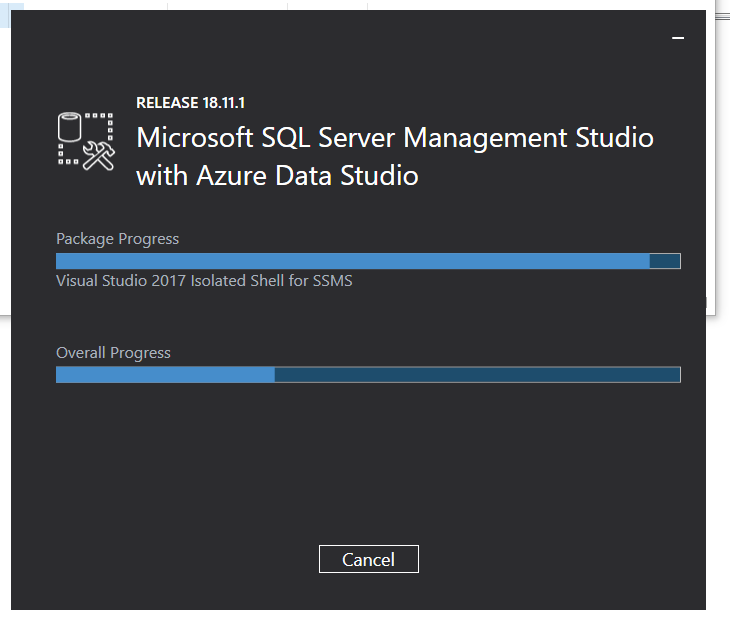 RELEASE 18.11.1
Microsoft SQL Server Management Studio
with Azure Data Studio
Package Progress
Visual Studio 2017 Isolated Shell for SSMS
Overall Progress
Cancel